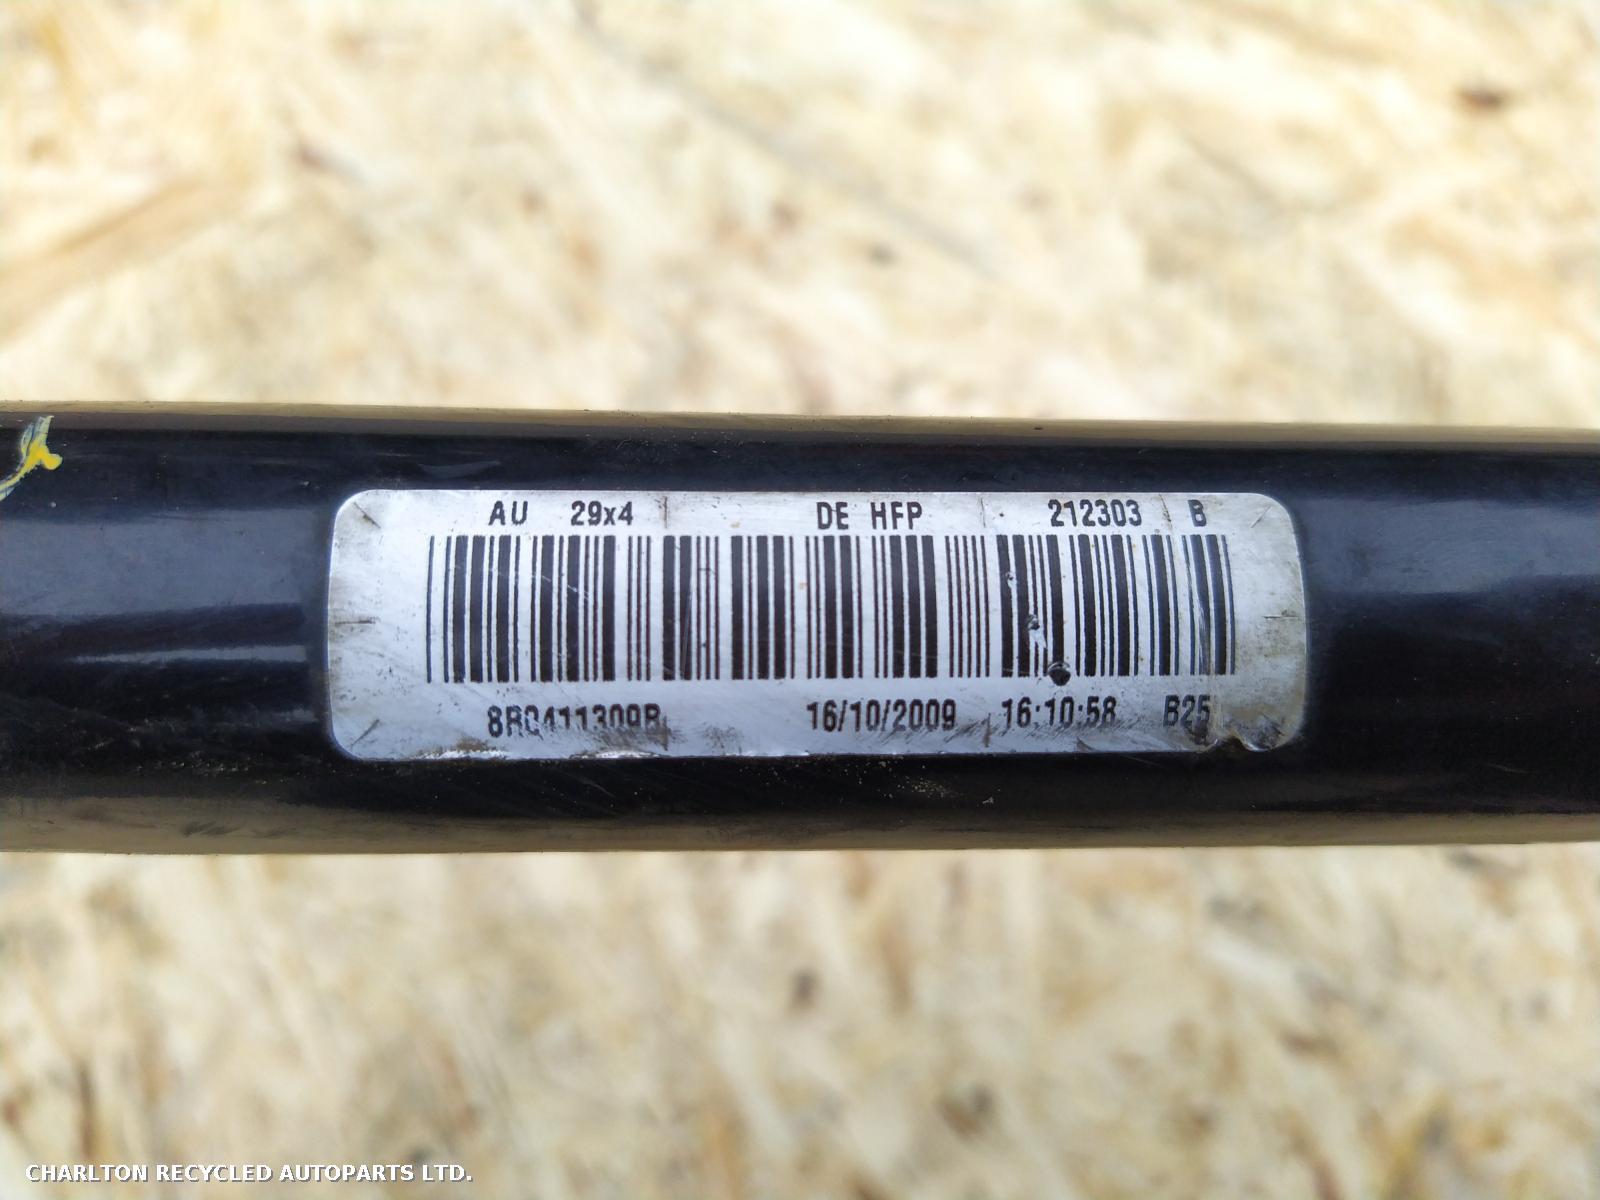 AU 29x4 DE HFP 212303 B
8R0411309B 16/10/2009 16:10:58 B25
CHARLTON RECYCLED AUTOPARTS LTD.